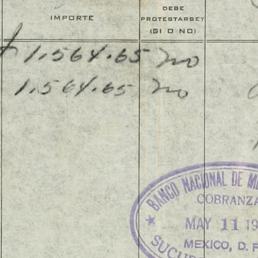 IMPORTE
DEBE
PROTESTARSE?
(SI O NO)
1.564.65 no
1.564.65 no
BANCO NACIONAL DE M
COBRANZA
MAY 11 19
MEXICO, D. F.
SUCU